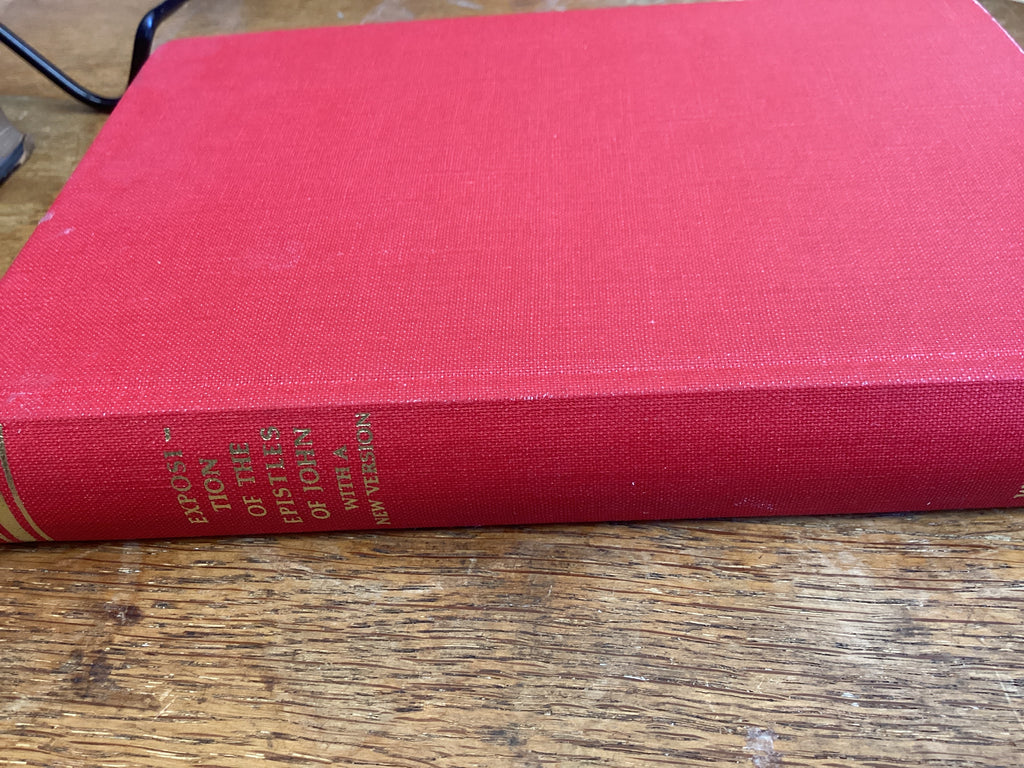 EXPOSI-
TION
OF THE
EPISTLES
OF JOHN
WITH A
NEW VERSION